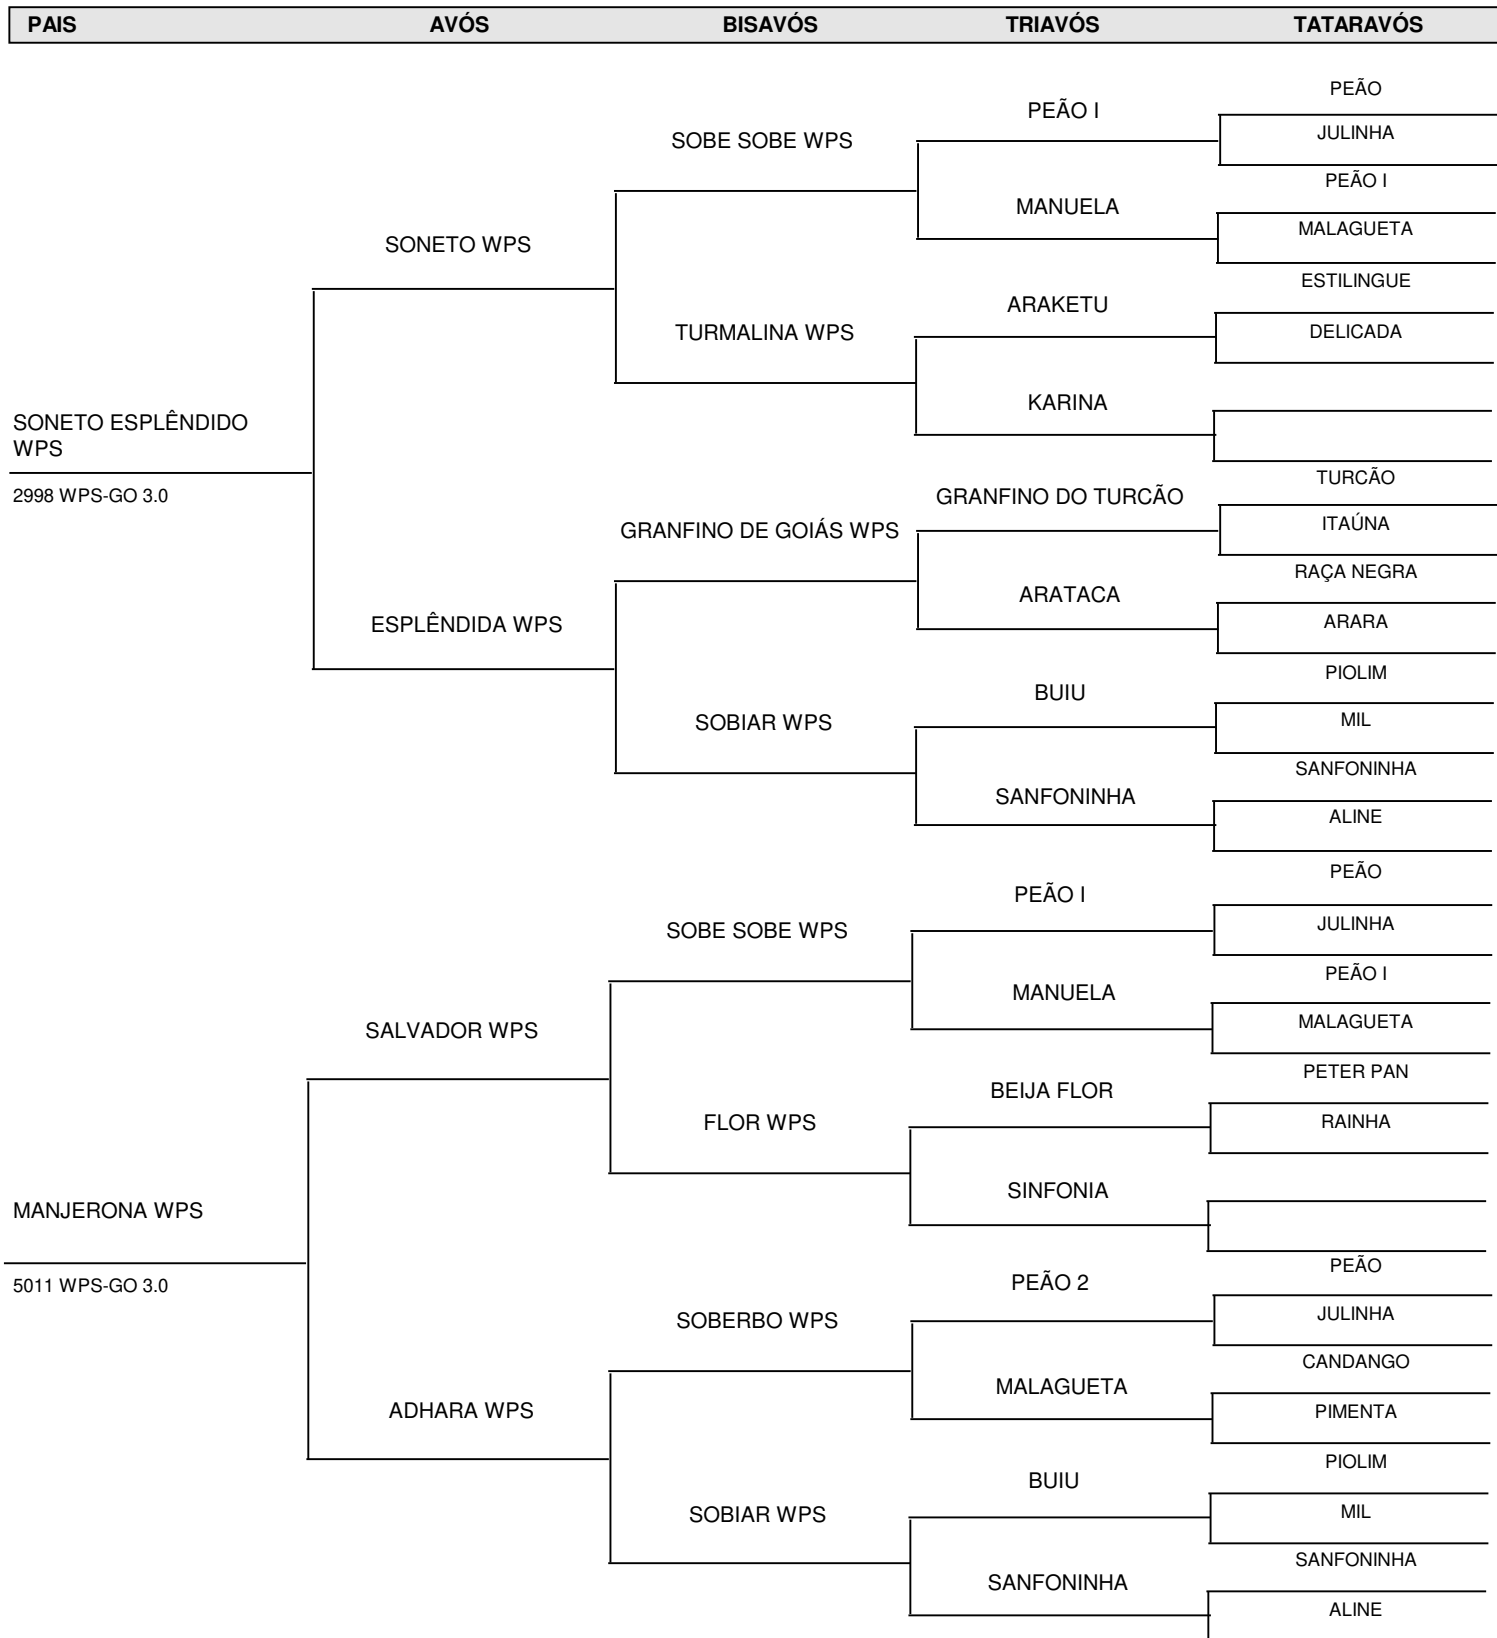 PAIS AVÓS BISAVÓS TRIAVÓS TATARAVÓS
PEÃO
PEÃO I
JULINHA
SOBE SOBE WPS
PEÃO I
MANUELA
MALAGUETA
SONETO WPS
ESTILINGUE
ARAKETU
TURMALINA WPS
DELICADA
KARINA
SONETO ESPLÊNDIDO
WPS
TURCÃO
2998 WPS-GO 3.0
GRANFINO DO TURCÃO
GRANFINO DE GOIÁS WPS
ITAÚNA
RAÇA NEGRA
ARATACA
ESPLÊNDIDA WPS
ARARA
PIOLIM
BUIU
SOBIAR WPS
MIL
SANFONINHA
SANFONINHA
ALINE
PEÃO
PEÃO I
SOBE SOBE WPS
JULINHA
PEÃO I
MANUELA
SALVADOR WPS
MALAGUETA
PETER PAN
BEIJA FLOR
FLOR WPS
RAINHA
SINFONIA
MANJERONA WPS
PEÃO
5011 WPS-GO 3.0
PEÃO 2
SOBERBO WPS
JULINHA
CANDANGO
MALAGUETA
ADHARA WPS
PIMENTA
PIOLIM
BUIU
SOBIAR WPS
MIL
SANFONINHA
SANFONINHA
ALINE